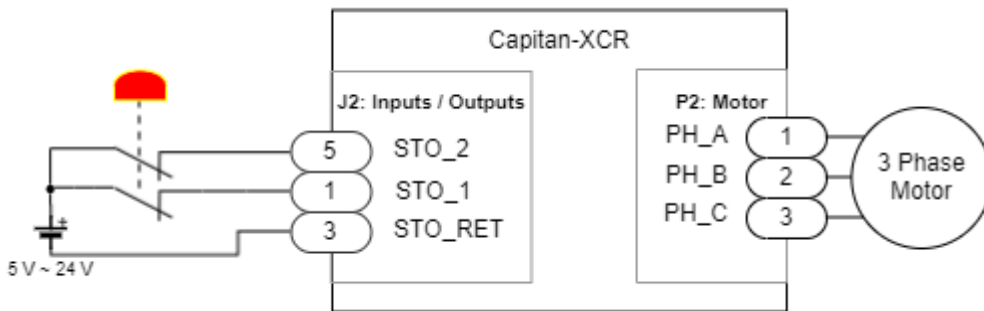 Capitan-XCR
J2: Inputs / Outputs
5 STO_2
1 STO_1
3 STO_RET
P2: Motor
PH_A 1
PH_B 2
PH_C 3
3 Phase
Motor
+
5 V ~ 24 V